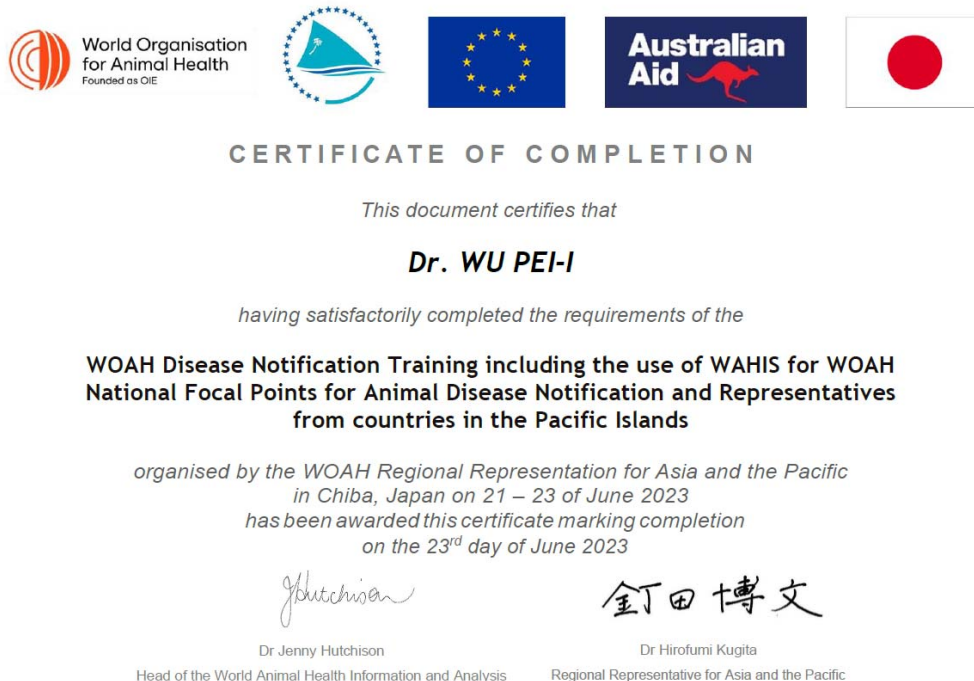 World Organisation
for Animal Health
Founded as OIE
Australian
Aid
CERTIFICATE OF COMPLETION
This document certifies that
Dr. WU PEI-I
having satisfactorily completed the requirements of the
WOAH Disease Notification Training including the use of WAHIS for WOAH
National Focal Points for Animal Disease Notification and Representatives
from countries in the Pacific Islands
organised by the WOAH Regional Representation for Asia and the Pacific
in Chiba, Japan on 21 – 23 of June 2023
has been awarded this certificate marking completion
on the 23rd day of June 2023
JHutchison
釘田博文
Dr Jenny Hutchison
Dr Hirofumi Kugita
Head of the World Animal Health Information and Analysis
Regional Representative for Asia and the Pacific